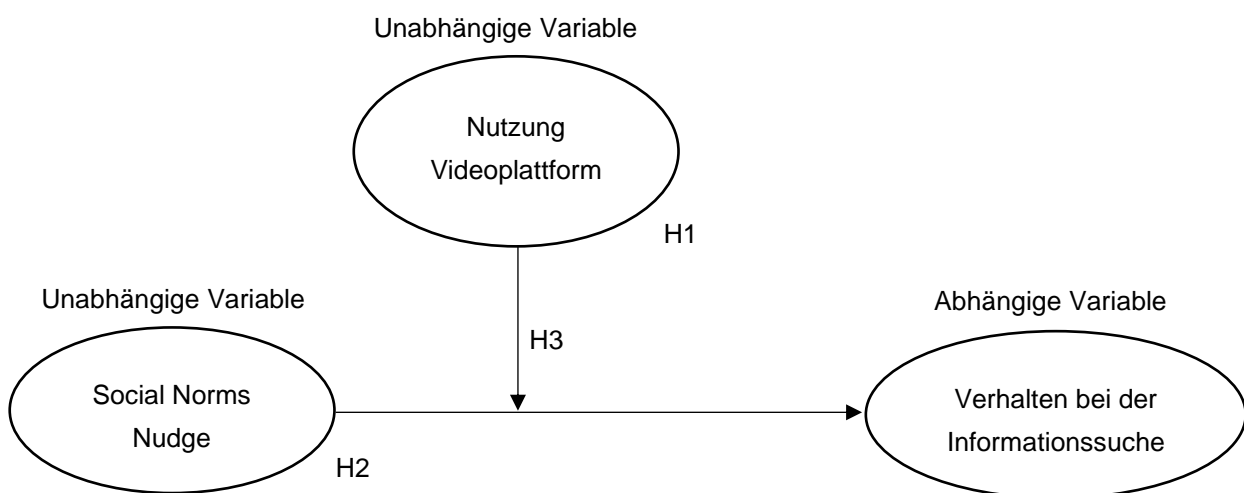 Unabhängige Variable
Nutzung
Videoplattform
H1
Unabhängige Variable
Social Norms
Nudge
H2
H3
Abhängige Variable
Verhalten bei der
Informationssuche